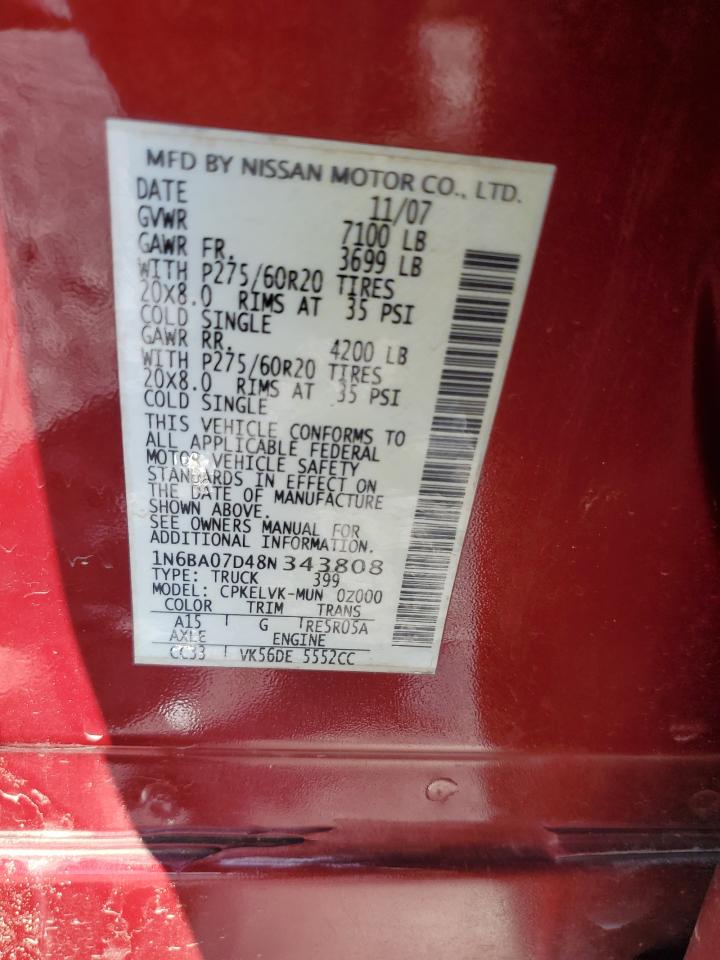 MFD BY NISSAN MOTOR CO., LTD.
DATE 11/07
GVWR 7100 LB
GAWR FR. 3699 LB
WITH P275/60R20 TIRES
20X8.0 RIMS AT 35 PSI
COLD SINGLE
GAWR RR. 4200 LB
WITH P275/60R20 TIRES
20X8.0 RIMS AT 35 PSI
COLD SINGLE
THIS VEHICLE CONFORMS TO
ALL APPLICABLE FEDERAL
MOTOR VEHICLE SAFETY
STANDARDS IN EFFECT ON
THE DATE OF MANUFACTURE
SHOWN ABOVE.
SEE OWNERS MANUAL FOR
ADDITIONAL INFORMATION.
1N6BA07D48N343808
TYPE: TRUCK 399
MODEL: CPKELVK-MUN 0Z000
COLOR TRIM TRANS
A15 G RE5R05A
AXLE ENGINE
CC33 VK56DE 5552CC